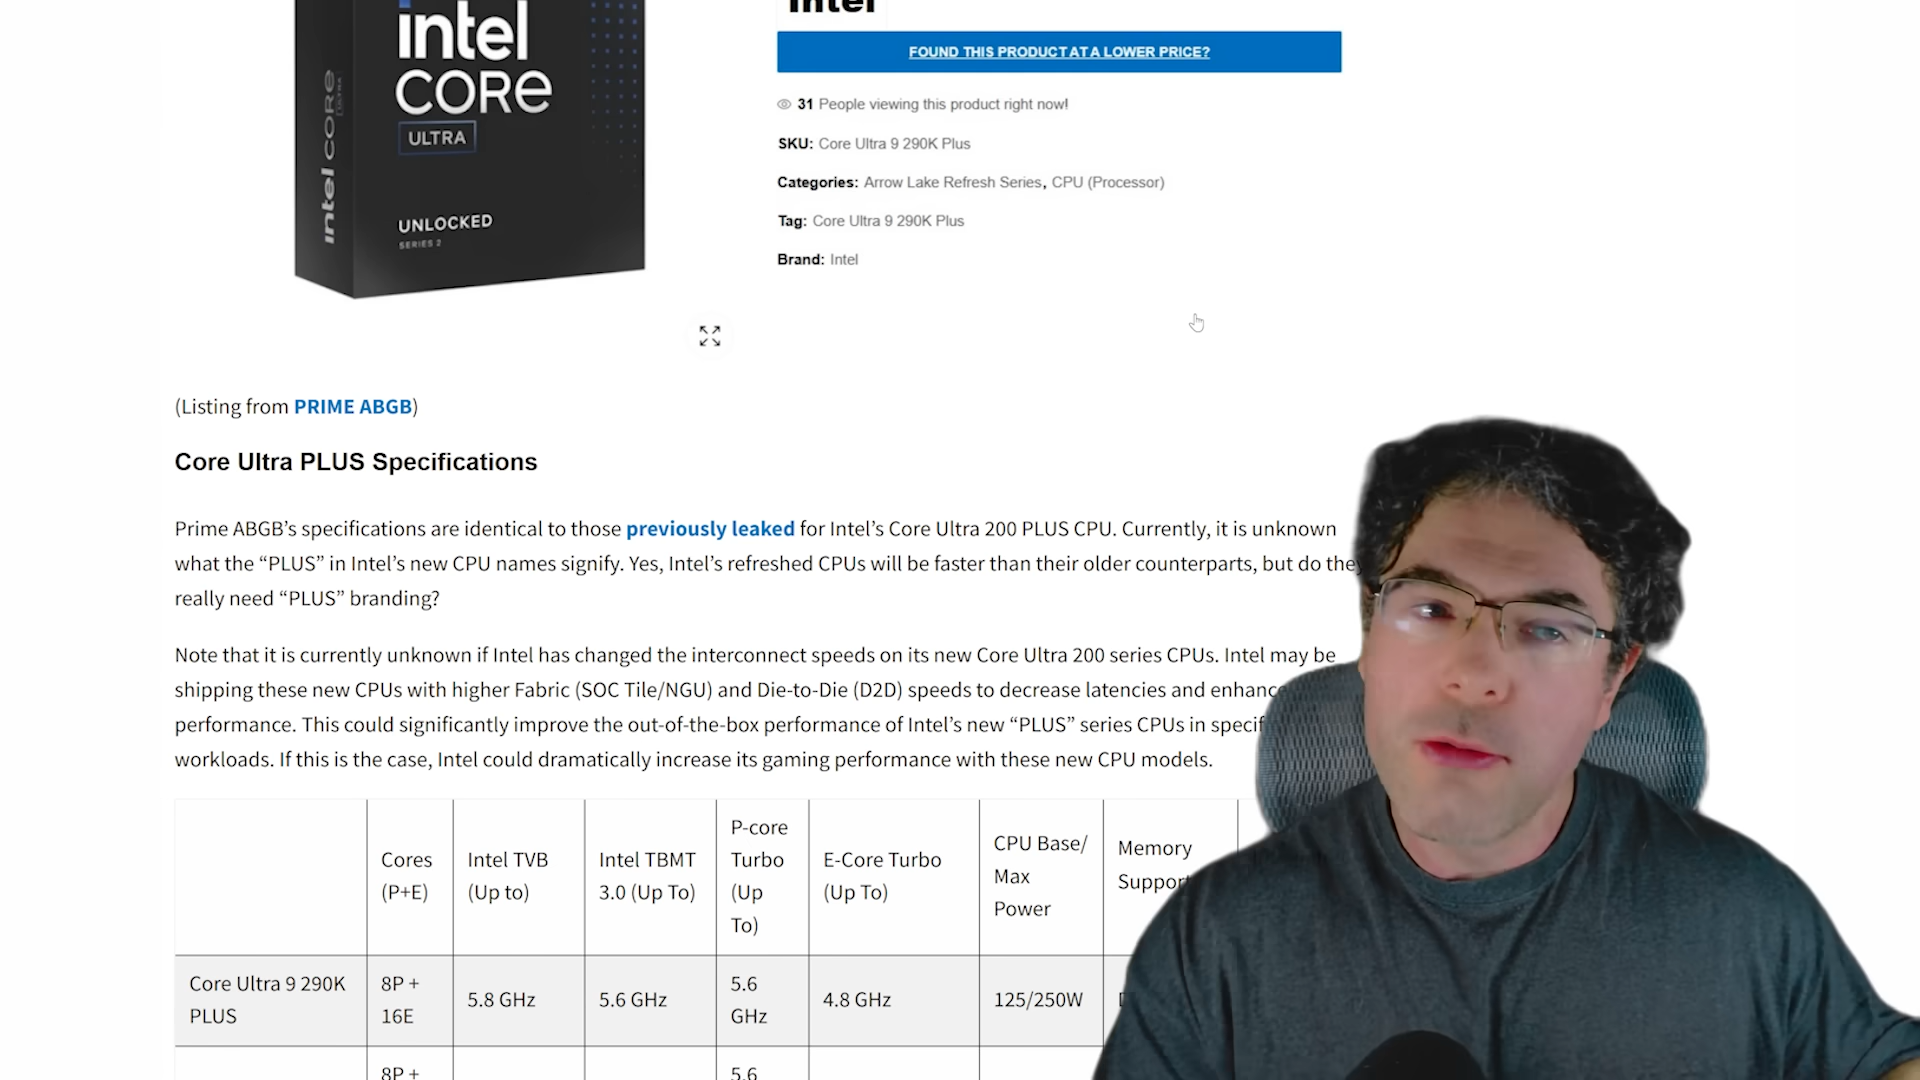 intel
intel
CORE
ULTRA
intel CORE
UNLOCKED
SERIES 2
FOUND THIS PRODUCT AT A LOWER PRICE?
31 People viewing this product right now!
SKU: Core Ultra 9 290K Plus
Categories: Arrow Lake Refresh Series, CPU (Processor)
Tag: Core Ultra 9 290K Plus
Brand: Intel
(Listing from PRIME ABGB)
Core Ultra PLUS Specifications
Prime ABGB’s specifications are identical to those previously leaked for Intel’s Core Ultra 200 PLUS CPU. Currently, it is unknown
what the “PLUS” in Intel’s new CPU names signify. Yes, Intel’s refreshed CPUs will be faster than their older counterparts, but do they
really need “PLUS” branding?
Note that it is currently unknown if Intel has changed the interconnect speeds on its new Core Ultra 200 series CPUs. Intel may be
shipping these new CPUs with higher Fabric (SOC Tile/NGU) and Die-to-Die (D2D) speeds to decrease latencies and enhance
performance. This could significantly improve the out-of-the-box performance of Intel’s new “PLUS” series CPUs in specif
workloads. If this is the case, Intel could dramatically increase its gaming performance with these new CPU models.
Cores
(P+E)
Intel TVB
(Up to)
Intel TBMT
3.0 (Up To)
P-core
Turbo
(Up
To)
E-Core Turbo
(Up To)
CPU Base/
Max
Power
Memory
Support
Core Ultra 9 290K
PLUS
8P +
16E
5.8 GHz
5.6 GHz
5.6
GHz
4.8 GHz
125/250W
8P +
5.6